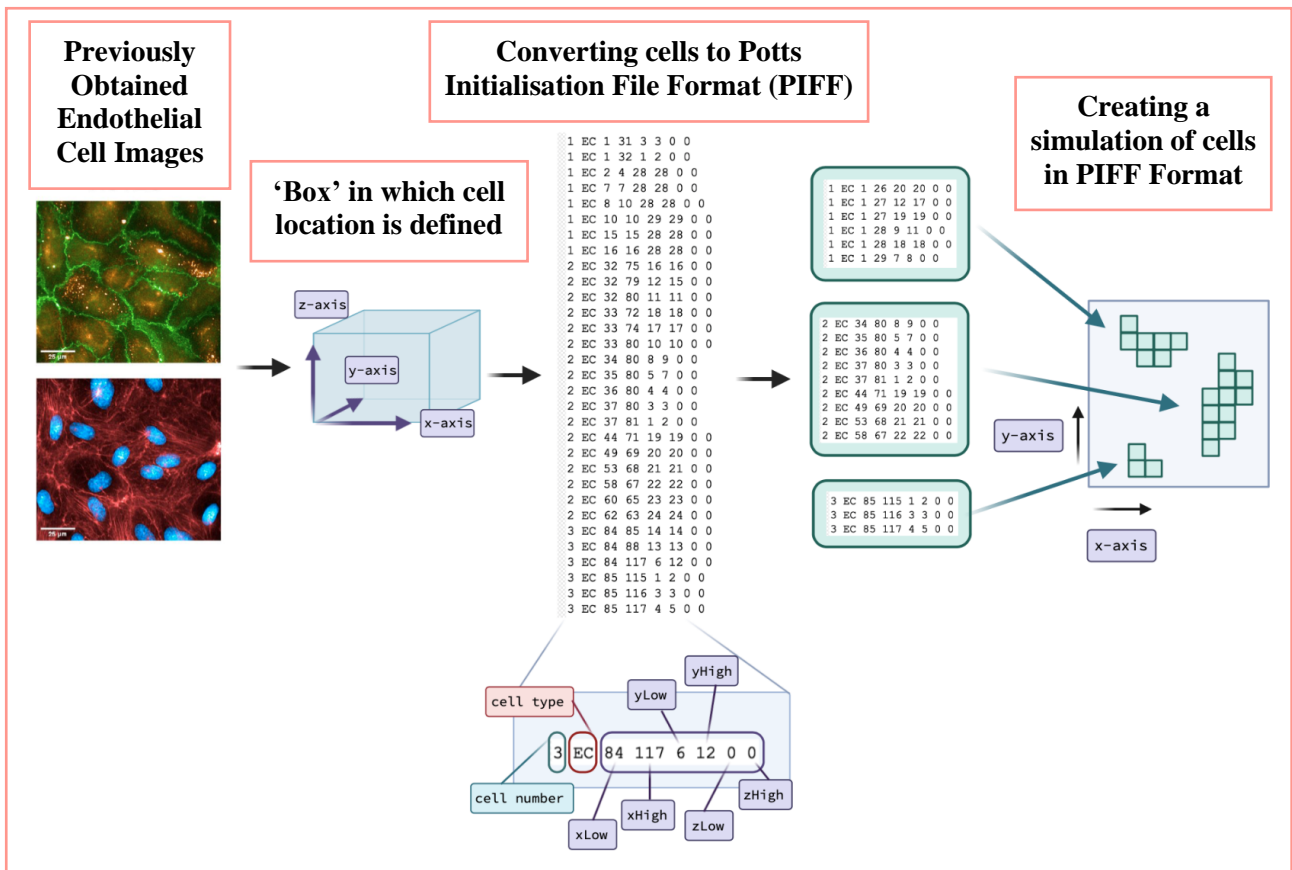 Previously
Obtained
Endothelial
Cell Images
25 μm
25 μm
‘Box’ in which cell
location is defined
z-axis
y-axis
x-axis
Converting cells to Potts
Initialisation File Format (PIFF)
1 EC 1 31 3 3 0 0
1 EC 1 32 1 2 0 0
1 EC 2 4 28 28 0 0
1 EC 7 7 28 28 0 0
1 EC 8 10 28 28 0 0
1 EC 10 10 29 29 0 0
1 EC 15 15 28 28 0 0
1 EC 16 16 28 28 0 0
2 EC 32 75 16 16 0 0
2 EC 32 79 12 15 0 0
2 EC 32 80 11 11 0 0
2 EC 33 72 18 18 0 0
2 EC 33 74 17 17 0 0
2 EC 33 80 10 10 0 0
2 EC 34 80 8 9 0 0
2 EC 35 80 5 7 0 0
2 EC 36 80 4 4 0 0
2 EC 37 80 3 3 0 0
2 EC 37 81 1 2 0 0
2 EC 44 71 19 19 0 0
2 EC 49 69 20 20 0 0
2 EC 53 68 21 21 0 0
2 EC 58 67 22 22 0 0
2 EC 60 65 23 23 0 0
2 EC 62 63 24 24 0 0
3 EC 84 85 14 14 0 0
3 EC 84 88 13 13 0 0
3 EC 84 117 6 12 0 0
3 EC 85 115 1 2 0 0
3 EC 85 116 3 3 0 0
3 EC 85 117 4 5 0 0
cell type
yLow
yHigh
3 EC 84 117 6 12 0 0
cell number
xLow
xHigh
zLow
zHigh
1 EC 1 26 20 20 0 0
1 EC 1 27 12 17 0 0
1 EC 1 27 19 19 0 0
1 EC 1 28 9 11 0 0
1 EC 1 28 18 18 0 0
1 EC 1 29 7 8 0 0
2 EC 34 80 8 9 0 0
2 EC 35 80 5 7 0 0
2 EC 36 80 4 4 0 0
2 EC 37 80 3 3 0 0
2 EC 37 81 1 2 0 0
2 EC 44 71 19 19 0 0
2 EC 49 69 20 20 0 0
2 EC 53 68 21 21 0 0
2 EC 58 67 22 22 0 0
3 EC 85 115 1 2 0 0
3 EC 85 116 3 3 0 0
3 EC 85 117 4 5 0 0
Creating a
simulation of cells
in PIFF Format
y-axis
x-axis